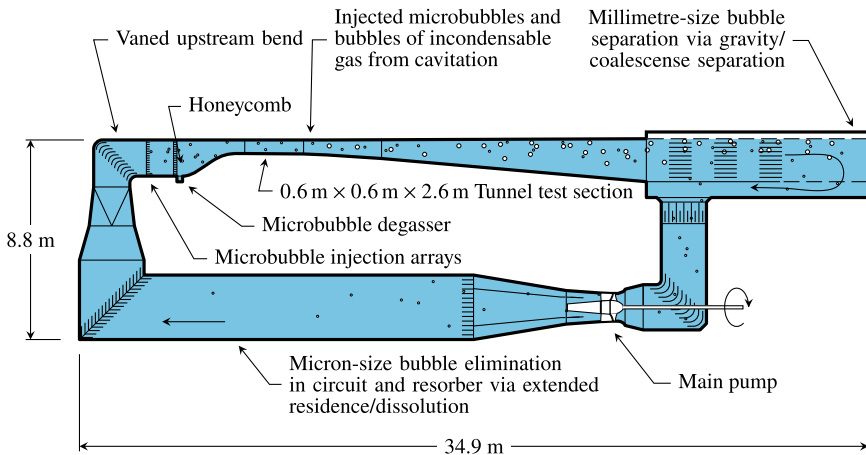 Vaned upstream bend
Injected microbubbles and
bubbles of incondensable
gas from cavitation
Millimetre-size bubble
separation via gravity/
coalescense separation
Honeycomb
0.6 m × 0.6 m × 2.6 m Tunnel test section
Microbubble degasser
Microbubble injection arrays
8.8 m
Micron-size bubble elimination
in circuit and resorber via extended
residence/dissolution
Main pump
34.9 m